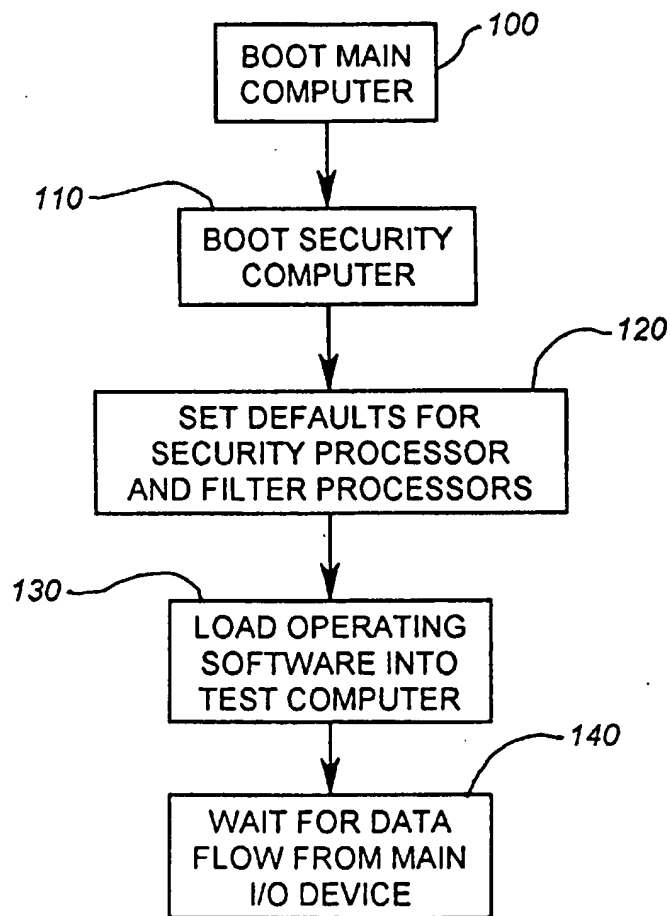 100
BOOT MAIN
COMPUTER
110
BOOT SECURITY
COMPUTER
120
SET DEFAULTS FOR
SECURITY PROCESSOR
AND FILTER PROCESSORS
130
LOAD OPERATING
SOFTWARE INTO
TEST COMPUTER
140
WAIT FOR DATA
FLOW FROM MAIN
I/O DEVICE